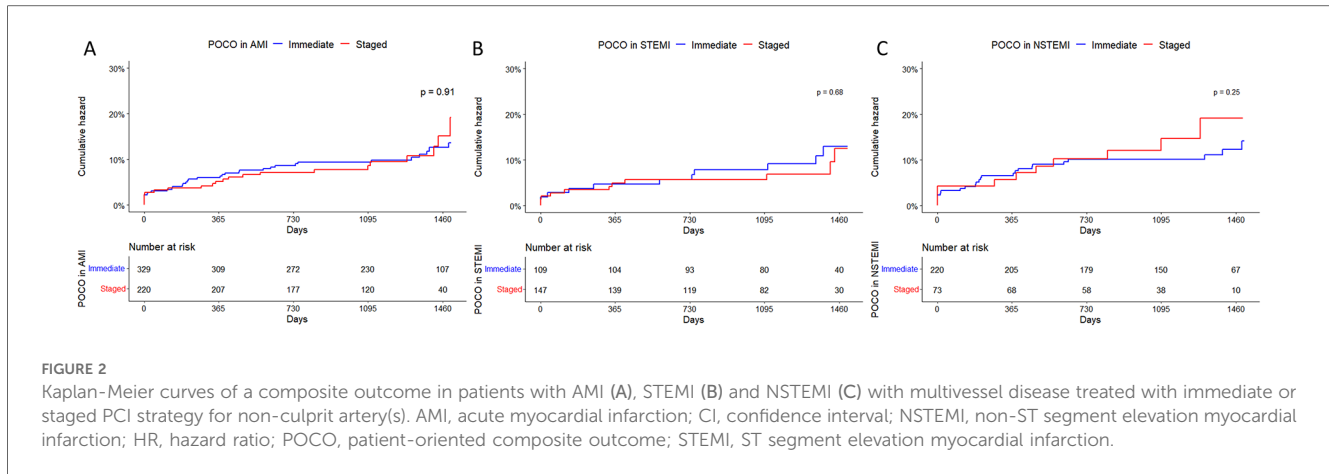 A
POCO in AMI Immediate Staged
30%
20%
10%
0%
Cumulative hazard
p = 0.91
0 365 730 1095 1460
Days
Number at risk
POCO in AMI
Immediate 329 309 272 230 107
Staged 220 207 177 120 40
0 365 730 1095 1460
Days
B
POCO in STEMI Immediate Staged
30%
20%
10%
0%
Cumulative hazard
p = 0.68
0 365 730 1095 1460
Days
Number at risk
POCO in STEMI
Immediate 109 104 93 80 40
Staged 147 139 119 82 30
0 365 730 1095 1460
Days
C
POCO in NSTEMI Immediate Staged
30%
20%
10%
0%
Cumulative hazard
p = 0.25
0 365 730 1095 1460
Days
Number at risk
POCO in NSTEMI
Immediate 220 205 179 150 67
Staged 73 68 58 38 10
0 365 730 1095 1460
Days
FIGURE 2
Kaplan-Meier curves of a composite outcome in patients with AMI (A), STEMI (B) and NSTEMI (C) with multivessel disease treated with immediate or
staged PCI strategy for non-culprit artery(s). AMI, acute myocardial infarction; CI, confidence interval; NSTEMI, non-ST segment elevation myocardial
infarction; HR, hazard ratio; POCO, patient-oriented composite outcome; STEMI, ST segment elevation myocardial infarction.